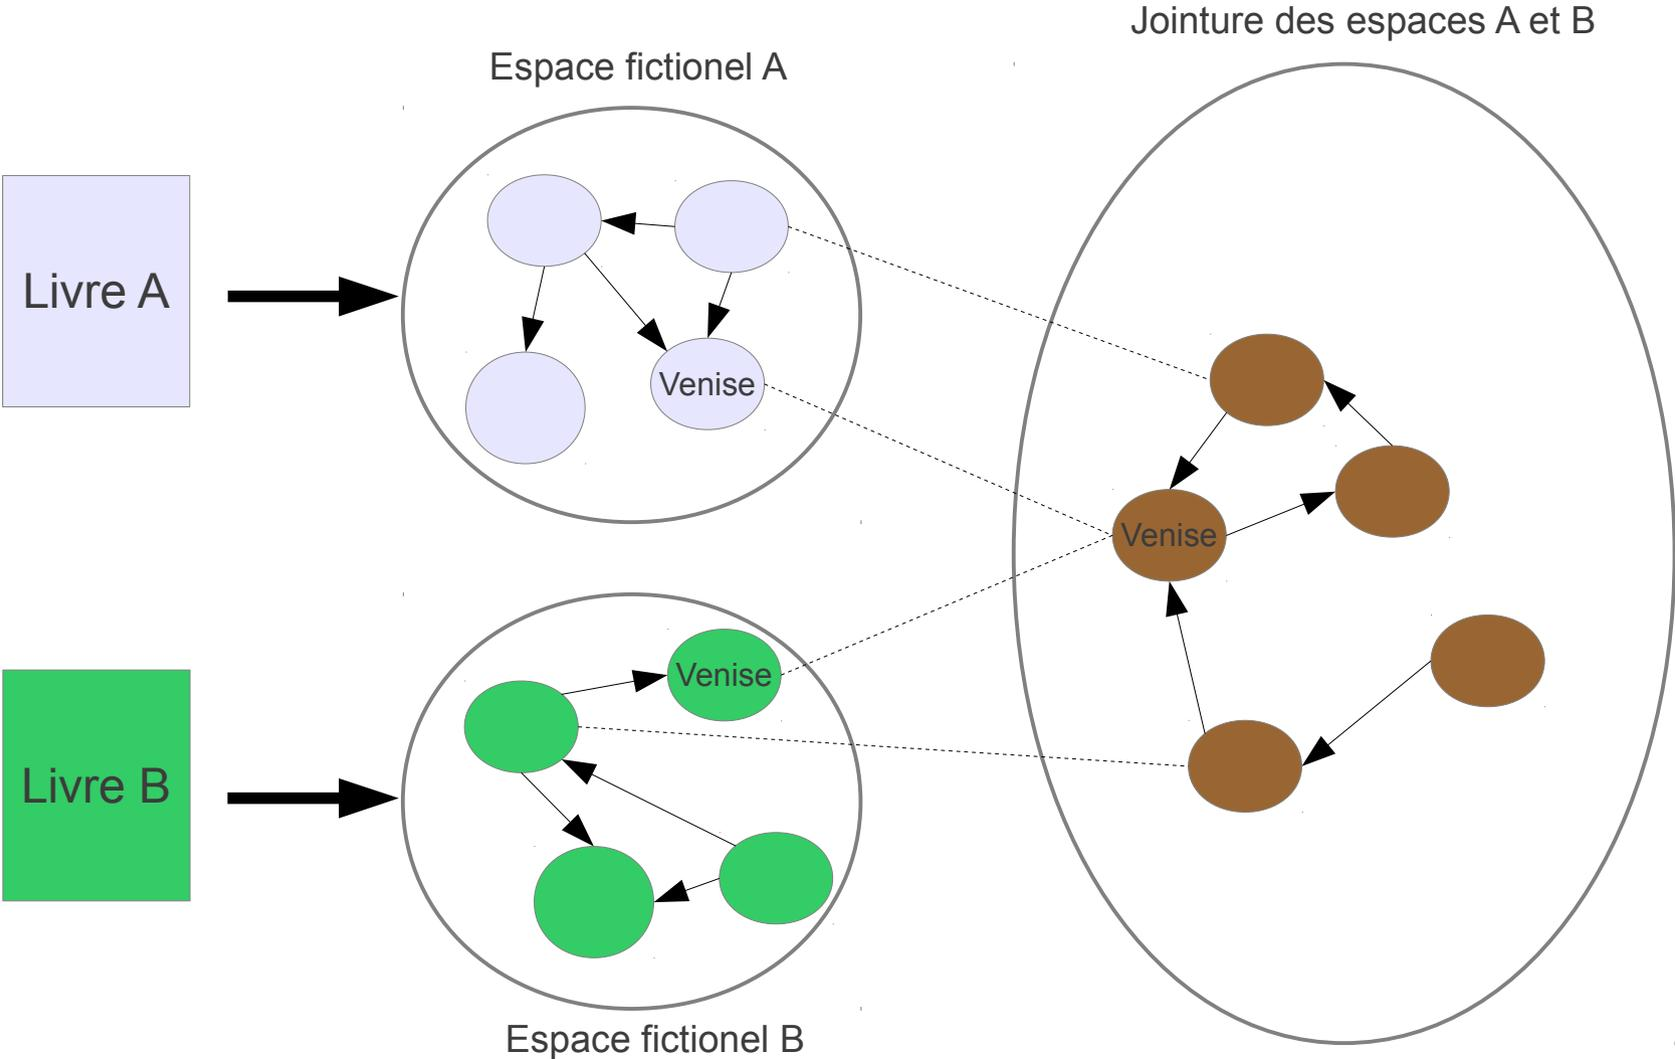 Jointure des espaces A et B
Espace fictionel A
Livre A
Venise
Venise
Venise
Livre B
Espace fictionel B